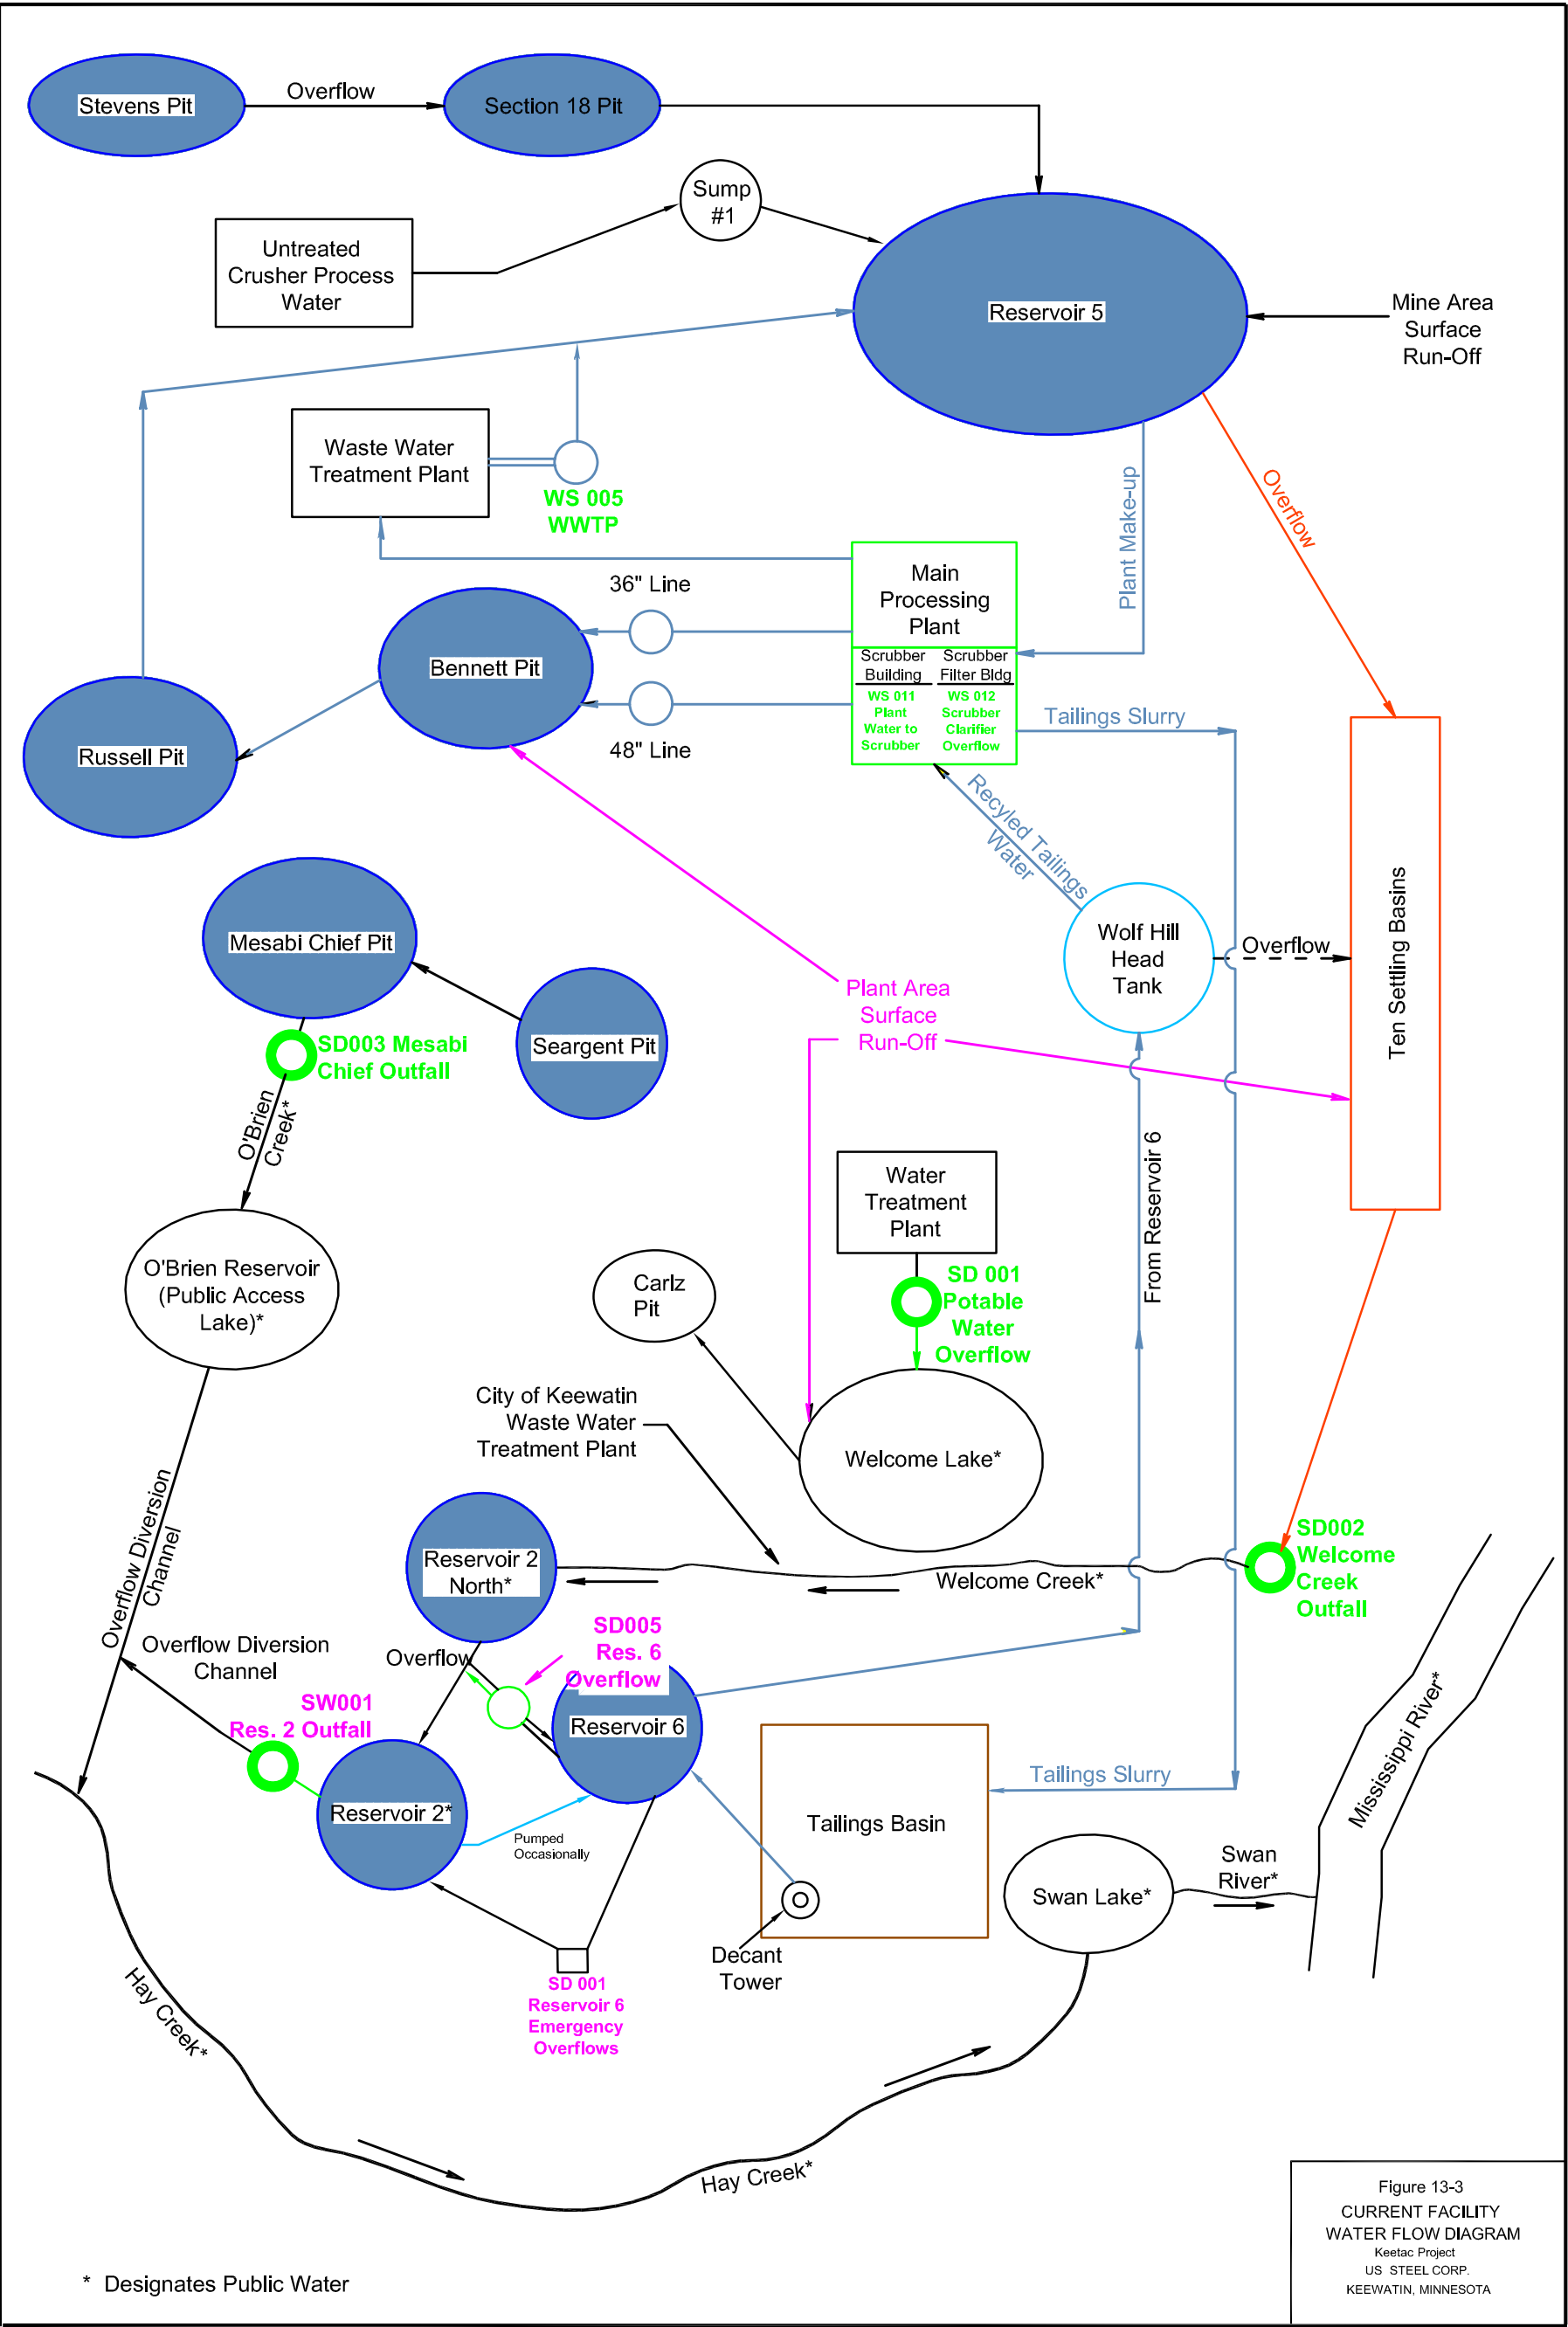 Stevens Pit
Overflow
Section 18 Pit
Sump
#1
Untreated
Crusher Process
Water
Reservoir 5
Mine Area
Surface
Run-Off
Waste Water
Treatment Plant
WS 005
WWTP
Plant Make-up
Overflow
Main
Processing
Plant
36" Line
Bennett Pit
Scrubber
Building
WS 011
Plant
Water to
Scrubber
Scrubber
Filter Bldg
WS 012
Scrubber
Clarifier
Overflow
48" Line
Tailings Slurry
Russell Pit
Recyled Tailings
Water
Mesabi Chief Pit
Wolf Hill
Head
Tank
Overflow
Ten Settling Basins
Plant Area
Surface
Run-Off
Seargent Pit
SD003 Mesabi
Chief Outfall
O'Brien
Creek*
Water
Treatment
Plant
From Reservoir 6
O'Brien Reservoir
(Public Access
Lake)*
Carlz
Pit
SD 001
Potable
Water
Overflow
City of Keewatin
Waste Water
Treatment Plant
Welcome Lake*
Overflow Diversion
Channel
Reservoir 2
North*
Welcome Creek*
SD002
Welcome
Creek
Outfall
Overflow Diversion
Channel
Overflow
SD005
Res. 6
Overflow
SW001
Res. 2 Outfall
Reservoir 6
Mississippi River*
Reservoir 2*
Pumped
Occasionally
Tailings Basin
Tailings Slurry
Swan Lake*
Swan
River*
Decant
Tower
SD 001
Reservoir 6
Emergency
Overflows
Hay Creek*
Hay Creek*
Figure 13-3
CURRENT FACILITY
WATER FLOW DIAGRAM
Keetac Project
US STEEL CORP.
KEEWATIN, MINNESOTA
* Designates Public Water